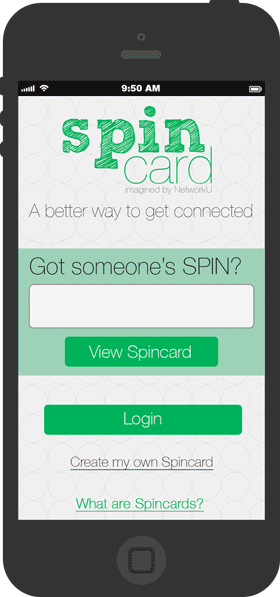 9:50 AM
spin
card
imagined by NetworkU
A better way to get connected
Got someone's SPIN?
View Spincard
Login
Create my own Spincard
What are Spincards?